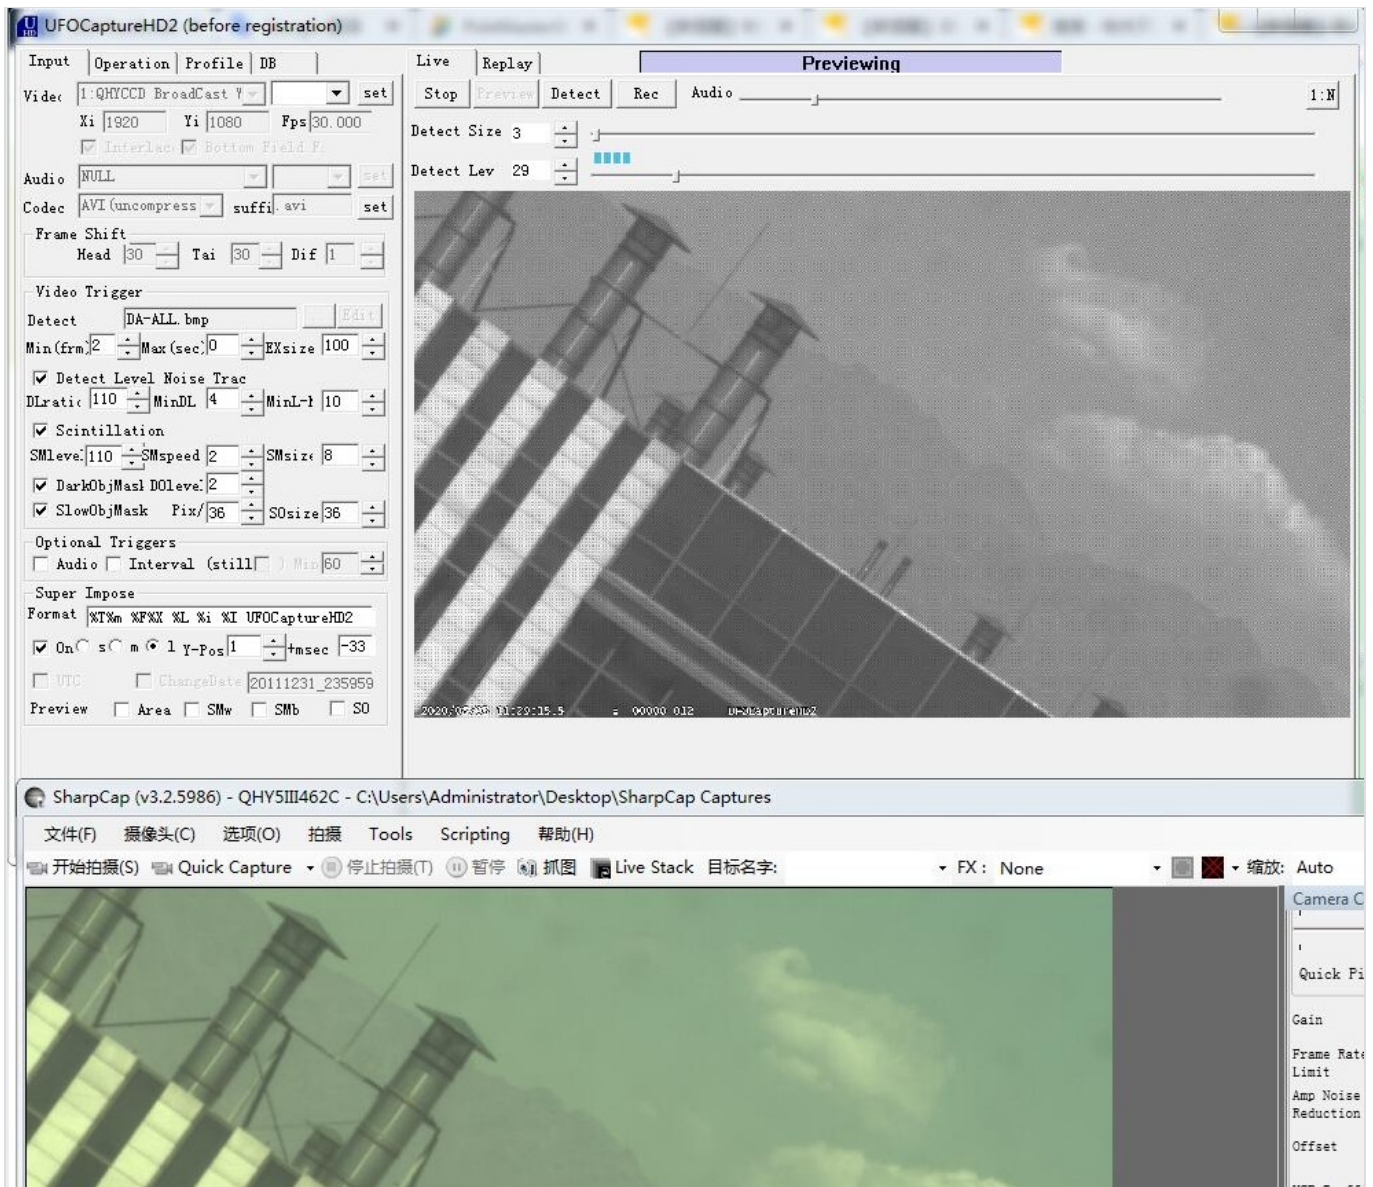 UFOCaptureHD2 (before registration)
Input Operation Profile DB Live Replay Previewing
1:QHYCCD BroadCast set Stop Preview Detect Rec Audio 1:N
Xi 1920 Yi 1080 Fps 30.000
Interlac Bottom Field F
Detect Size 3
Audio NULL set
Detect Lev 29
Codec AVI(uncompress suffi .avi set
Frame Shift
Head 30 Tai 30 Dif 1
Video Trigger
Detect DA-ALL.bmp ... Edit
Min(frm) 2 Max(sec) 0 EXsize 100
Detect Level Noise Trac
DLratic 110 MinDL 4 MinL- 10
Scintillation
SMleve 110 SMspeed 2 SMsize 8
DarkObjMasl DOleve 2
SlowObjMask Pix/ 36 SOsize 36
Optional Triggers
Audio Interval (still ) Min 60
Super Impose
Format %T%m %F%X %L %i %I UFOCaptureHD2
On s m l Y-Pos 1 +msec -33
UTC ChangeDate 20111231_235959
Preview Area SMw SMb SO
00000 012 UFOCaptureHD2
SharpCap (v3.2.5986) - QHY5III462C - C:\Users\Administrator\Desktop\SharpCap Captures
文件(F) 摄像头(C) 选项(O) 拍摄 Tools Scripting 帮助(H)
开始拍摄(S) Quick Capture 停止拍摄(T) 暂停 抓图 Live Stack 目标名字: FX : None 缩放: Auto
Camera C
Quick Pi
Gain
Frame Rate
Limit
Amp Noise
Reduction
Offset